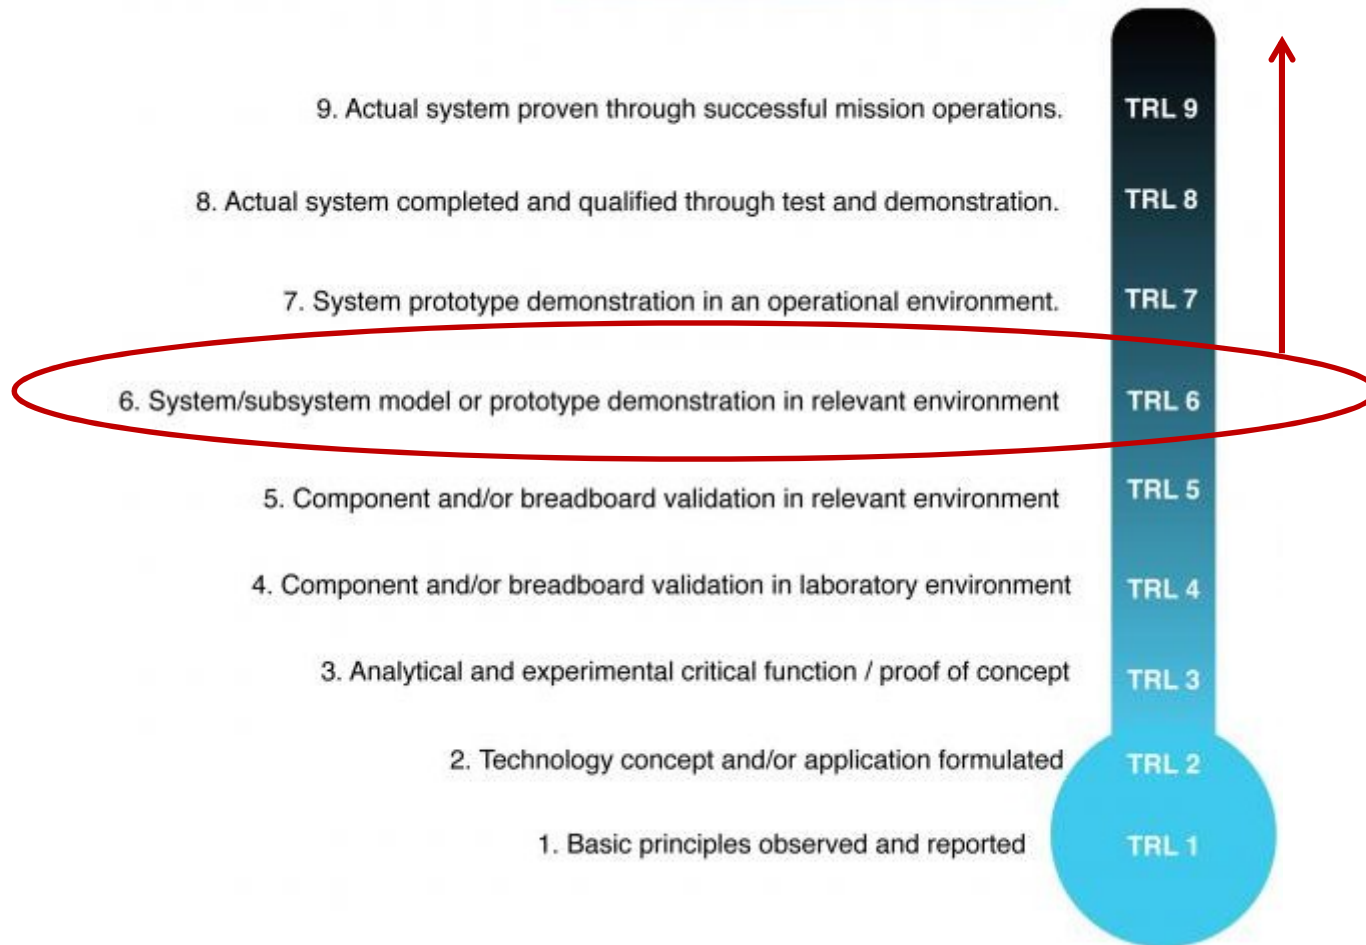 9. Actual system proven through successful mission operations. TRL 9
8. Actual system completed and qualified through test and demonstration. TRL 8
7. System prototype demonstration in an operational environment. TRL 7
6. System/subsystem model or prototype demonstration in relevant environment TRL 6
5. Component and/or breadboard validation in relevant environment TRL 5
4. Component and/or breadboard validation in laboratory environment TRL 4
3. Analytical and experimental critical function / proof of concept TRL 3
2. Technology concept and/or application formulated TRL 2
1. Basic principles observed and reported TRL 1